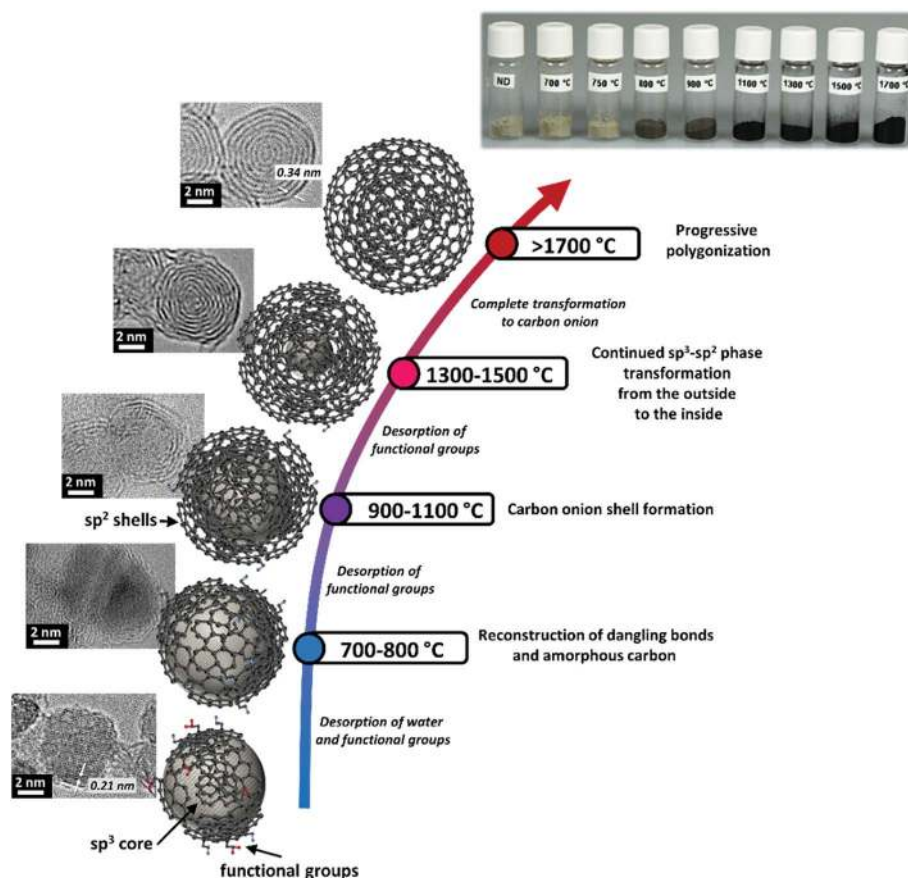 ND
700 °C
750 °C
800 °C
900 °C
1100 °C
1300 °C
1500 °C
1700 °C
0.34 nm
2 nm
>1700 °C
Progressive
polygonization
2 nm
Complete transformation
to carbon onion
1300-1500 °C
Continued sp³-sp² phase
transformation
from the outside
to the inside
2 nm
Desorption of
functional groups
sp² shells
900-1100 °C
Carbon onion shell formation
2 nm
Desorption of
functional groups
700-800 °C
Reconstruction of dangling bonds
and amorphous carbon
2 nm
0.21 nm
Desorption of water
and functional groups
sp³ core
functional groups